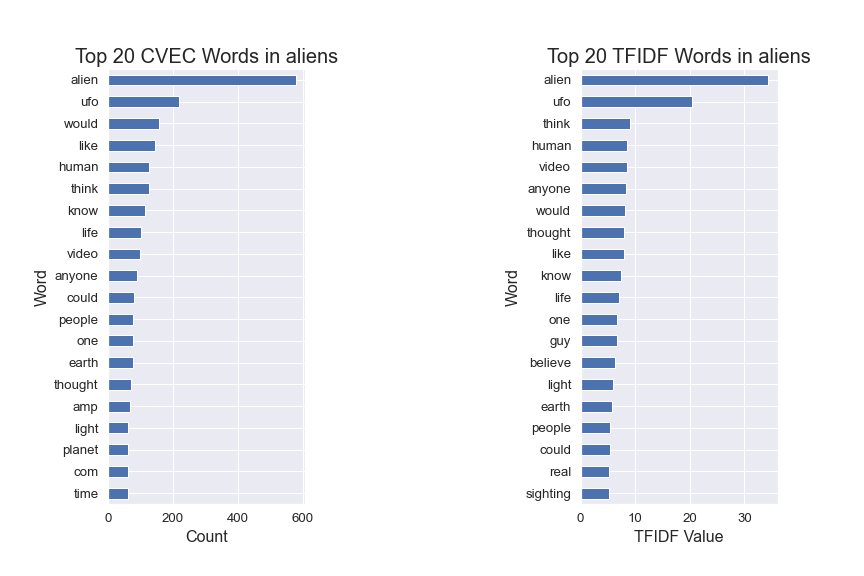 Top 20 CVEC Words in aliens
Word
alien
ufo
would
like
human
think
know
life
video
anyone
could
people
one
earth
thought
amp
light
planet
com
time
0 200 400 600
Count
Top 20 TFIDF Words in aliens
Word
alien
ufo
think
human
video
anyone
would
thought
like
know
life
one
guy
believe
light
earth
people
could
real
sighting
0 10 20 30
TFIDF Value